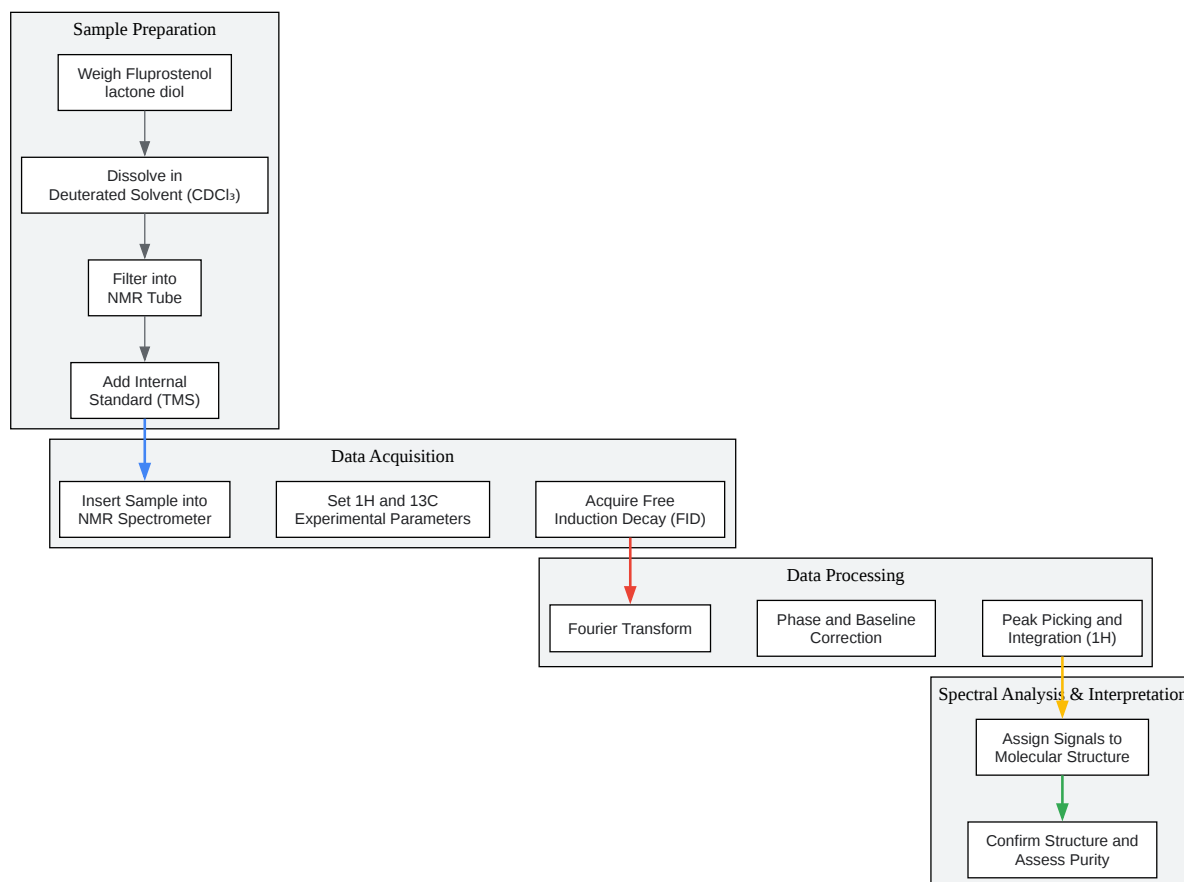 Sample Preparation
Weigh Fluprostenol
lactone diol
Dissolve in
Deuterated Solvent (CDCl₃)
Filter into
NMR Tube
Add Internal
Standard (TMS)
Data Acquisition
Insert Sample into
NMR Spectrometer
Set 1H and 13C
Experimental Parameters
Acquire Free
Induction Decay (FID)
Data Processing
Fourier Transform
Phase and Baseline
Correction
Peak Picking and
Integration (1H)
Spectral Analysis & Interpretation
Assign Signals to
Molecular Structure
Confirm Structure and
Assess Purity